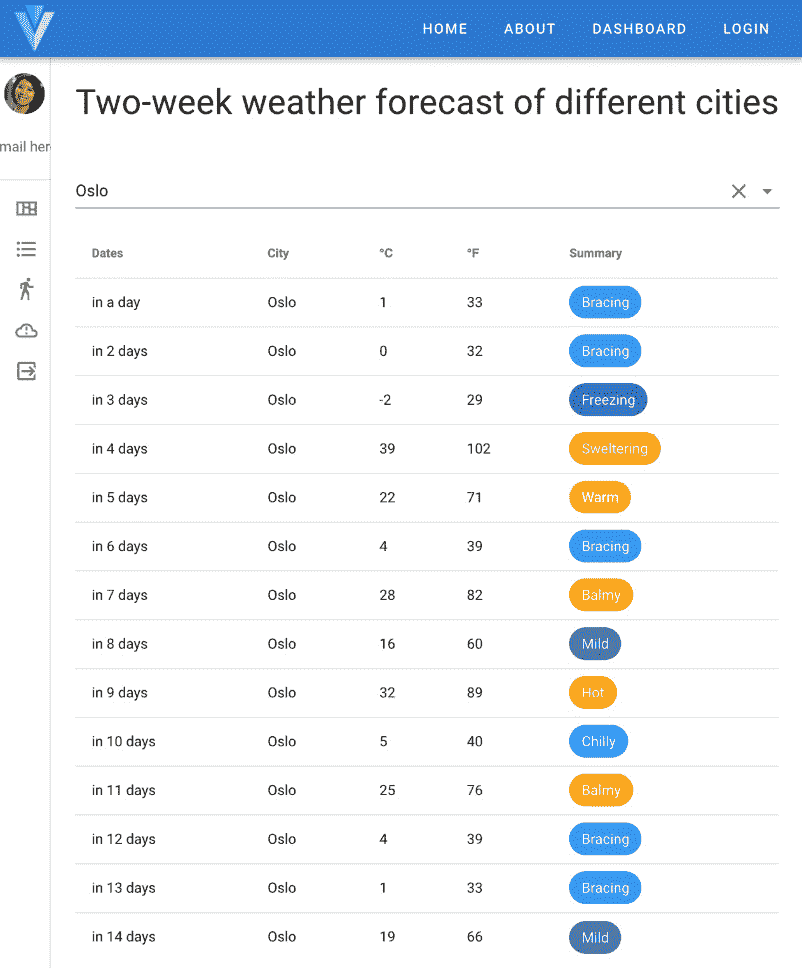 HOME ABOUT DASHBOARD LOGIN
Two-week weather forecast of different cities
mail her
Oslo
Dates City °C °F Summary
in a day Oslo 1 33 Bracing
in 2 days Oslo 0 32 Bracing
in 3 days Oslo -2 29 Freezing
in 4 days Oslo 39 102 Sweltering
in 5 days Oslo 22 71 Warm
in 6 days Oslo 4 39 Bracing
in 7 days Oslo 28 82 Balmy
in 8 days Oslo 16 60 Mild
in 9 days Oslo 32 89 Hot
in 10 days Oslo 5 40 Chilly
in 11 days Oslo 25 76 Balmy
in 12 days Oslo 4 39 Bracing
in 13 days Oslo 1 33 Bracing
in 14 days Oslo 19 66 Mild